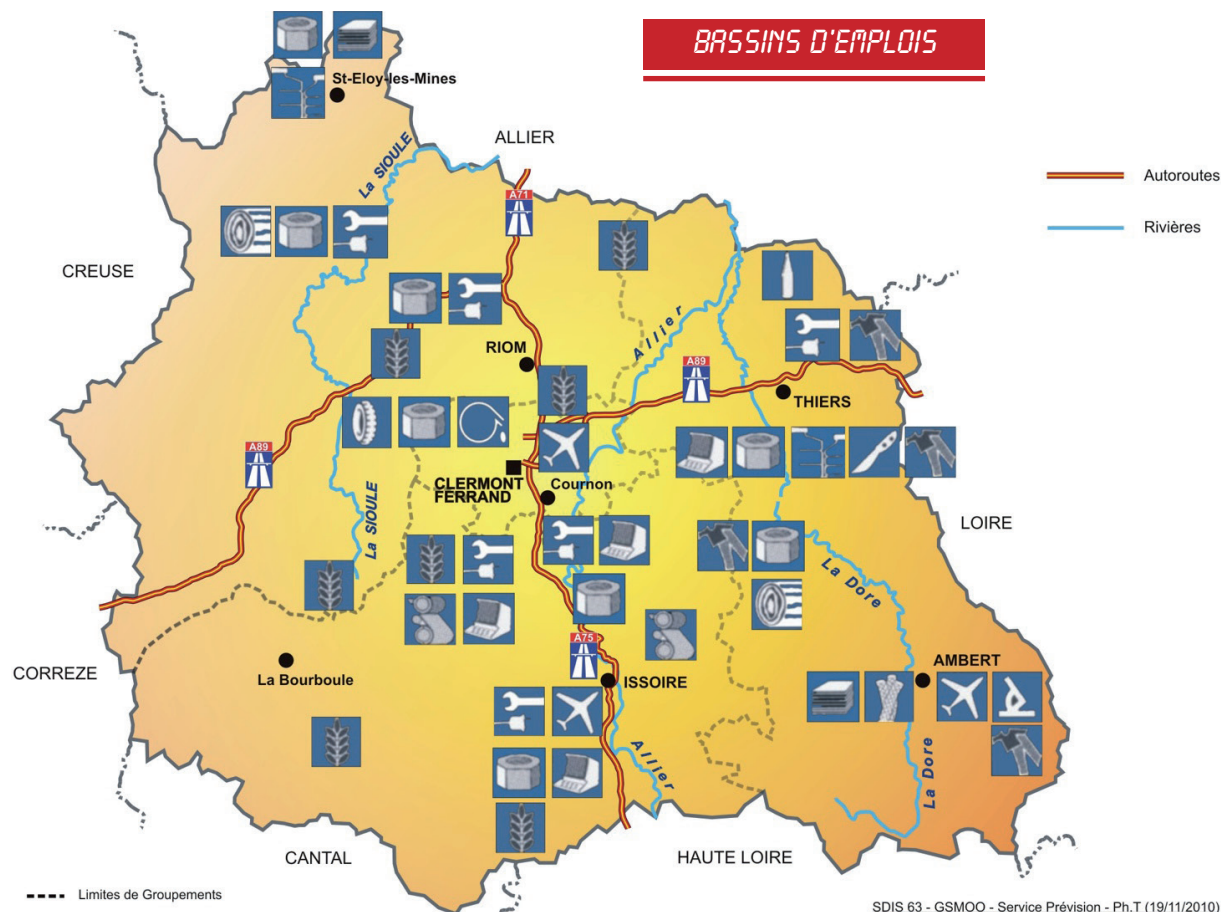 BASSINS D'EMPLOIS
St-Eloy-les-Mines
ALLIER
La SIOULE
A71
Autoroutes
Rivières
CREUSE
Allier
RIOM
A89
THIERS
A89
CLERMONT
FERRAND
Cournon
La SIOULE
LOIRE
La Dore
A75
CORREZE
La Bourboule
ISSOIRE
AMBERT
Allier
La Dore
CANTAL
HAUTE LOIRE
Limites de Groupements
SDIS 63 - GSMOO - Service Prévision - Ph.T (19/11/2010)